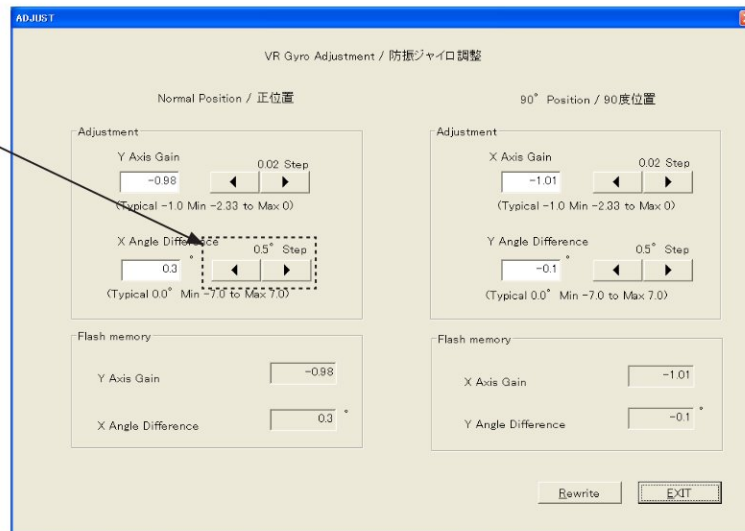 ADJUST
VR Gyro Adjustment / 防振ジャイロ調整
Normal Position / 正位置
Adjustment
Y Axis Gain
0.02 Step
-0.98
(Typical -1.0 Min -2.33 to Max 0)
X Angle Difference
0.5° Step
0.3 °
(Typical 0.0° Min -7.0 to Max 7.0)
Flash memory
Y Axis Gain -0.98
X Angle Difference 0.3 °
90° Position / 90度位置
Adjustment
X Axis Gain
0.02 Step
-1.01
(Typical -1.0 Min -2.33 to Max 0)
Y Angle Difference
0.5° Step
-0.1 °
(Typical 0.0° Min -7.0 to Max 7.0)
Flash memory
X Axis Gain -1.01
Y Angle Difference -0.1 °
Rewrite EXIT